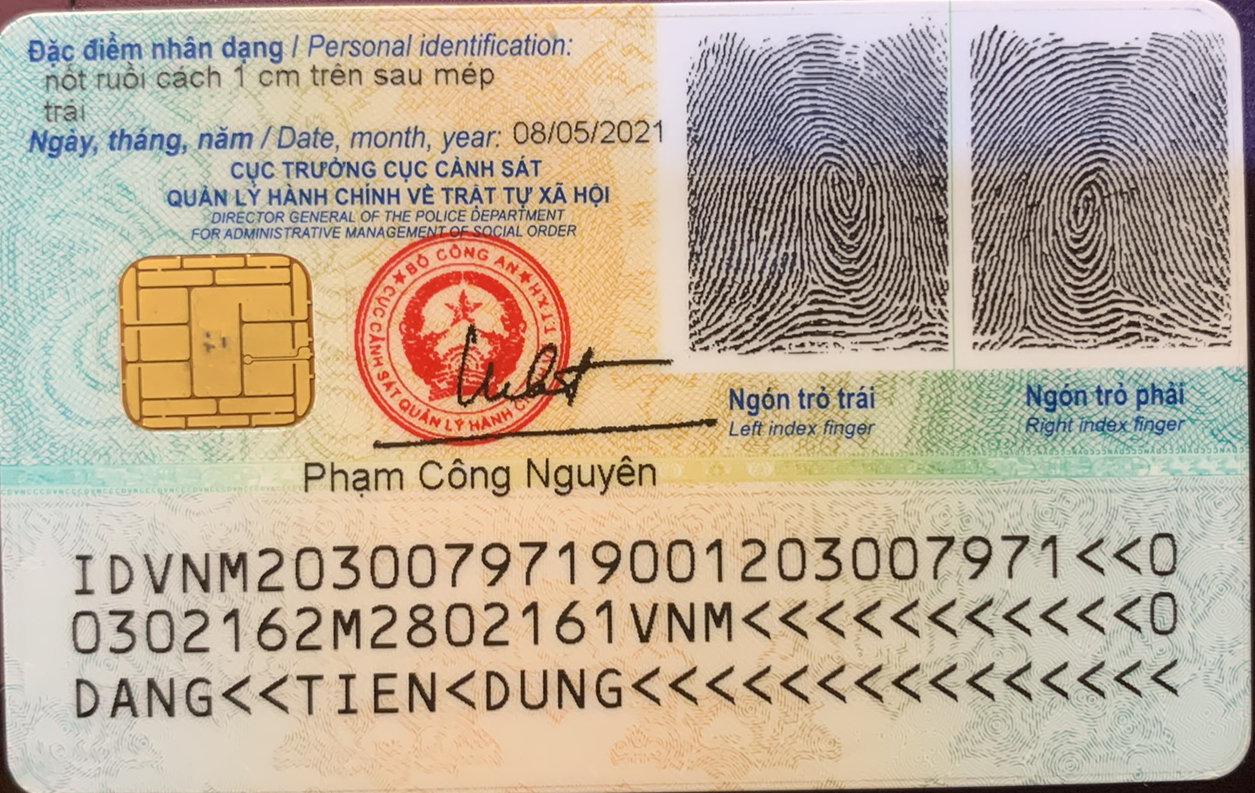 Đặc điểm nhân dạng / Personal identification:
nốt ruồi cách 1 cm trên sau mép
trái
Ngày, tháng, năm / Date, month, year: 08/05/2021
CỤC TRƯỞNG CỤC CẢNH SÁT
QUẢN LÝ HÀNH CHÍNH VỀ TRẬT TỰ XÃ HỘI
DIRECTOR GENERAL OF THE POLICE DEPARTMENT
FOR ADMINISTRATIVE MANAGEMENT OF SOCIAL ORDER
BỘ CÔNG AN
CỤC CẢNH SÁT QUẢN LÝ HÀNH TTXH
Ngón trỏ trái
Left index finger
Ngón trỏ phải
Right index finger
Phạm Công Nguyên
IDVNM2030079719001203007971<<0
0302162M2802161VNM<<<<<<<<<<<0
DANG<<TIEN<DUNG<<<<<<<<<<<<<<<